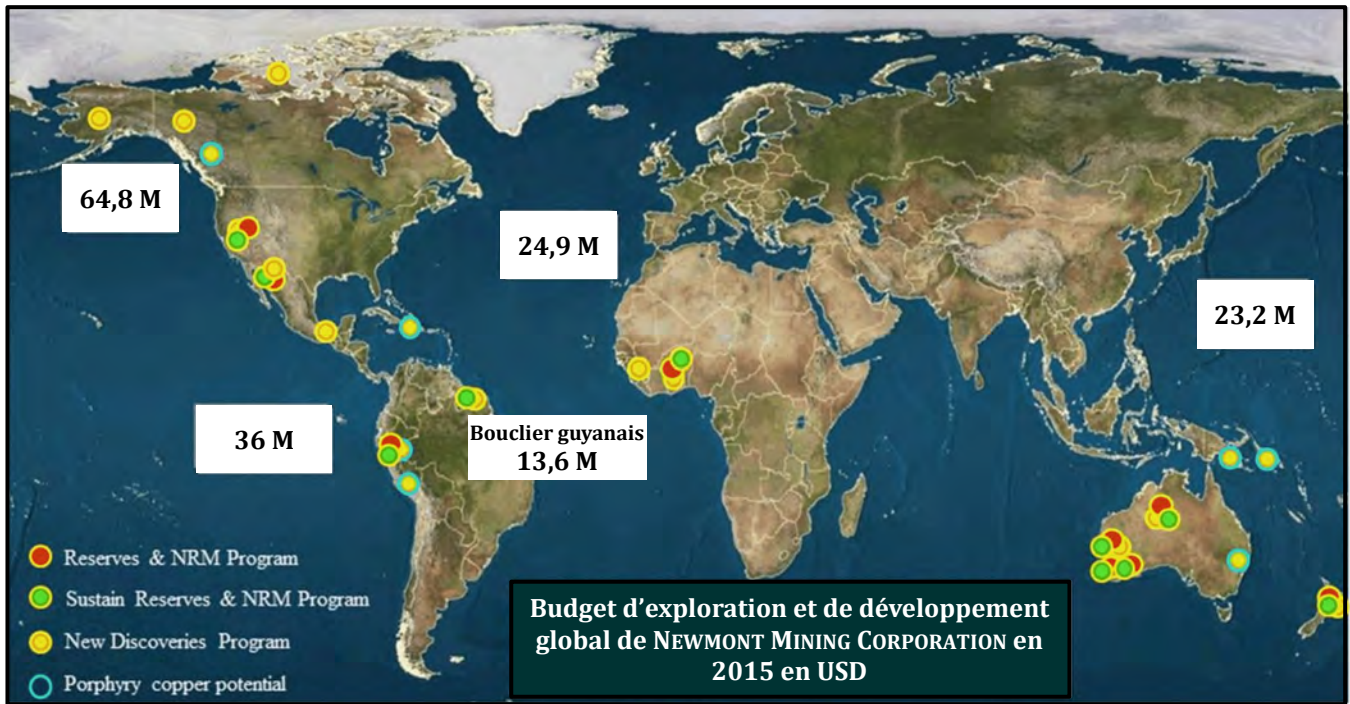 64,8 M
24,9 M
23,2 M
36 M
Bouclier guyanais
13,6 M
Reserves & NRM Program
Sustain Reserves & NRM Program
New Discoveries Program
Porphyry copper potential
Budget d'exploration et de développement
global de NEWMONT MINING CORPORATION en
2015 en USD